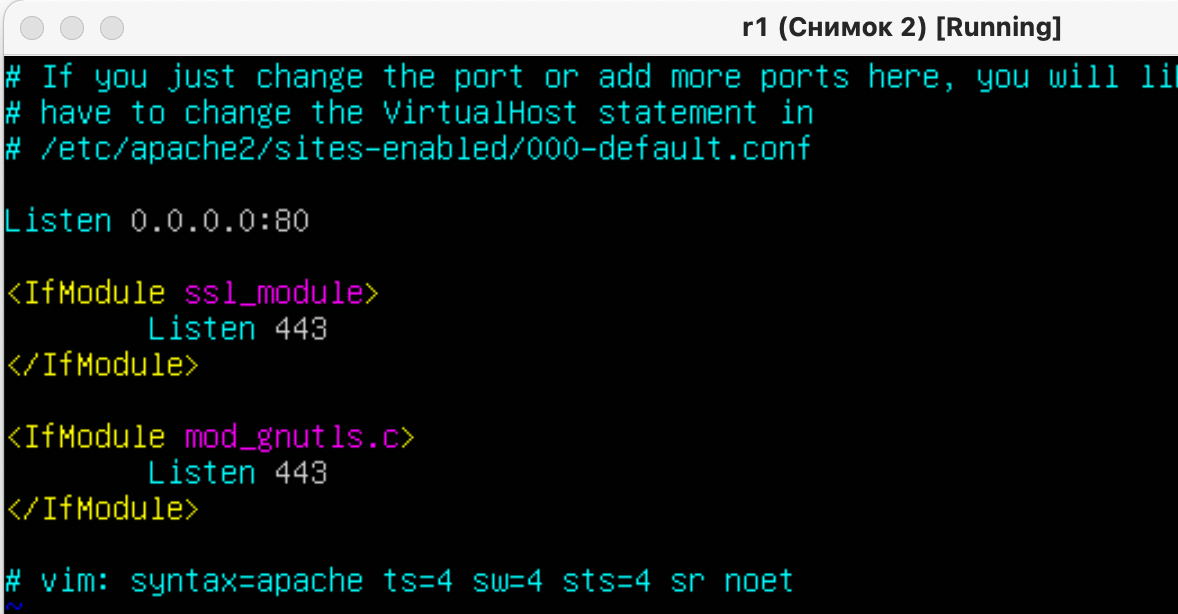 r1 (Снимок 2) [Running]
# If you just change the port or add more ports here, you will
# have to change the VirtualHost statement in
# /etc/apache2/sites-enabled/000-default.conf
Listen 0.0.0.0:80
<IfModule ssl_module>
Listen 443
</IfModule>
<IfModule mod_gnutls.c>
Listen 443
</IfModule>
# vim: syntax=apache ts=4 sw=4 sts=4 sr noet
~